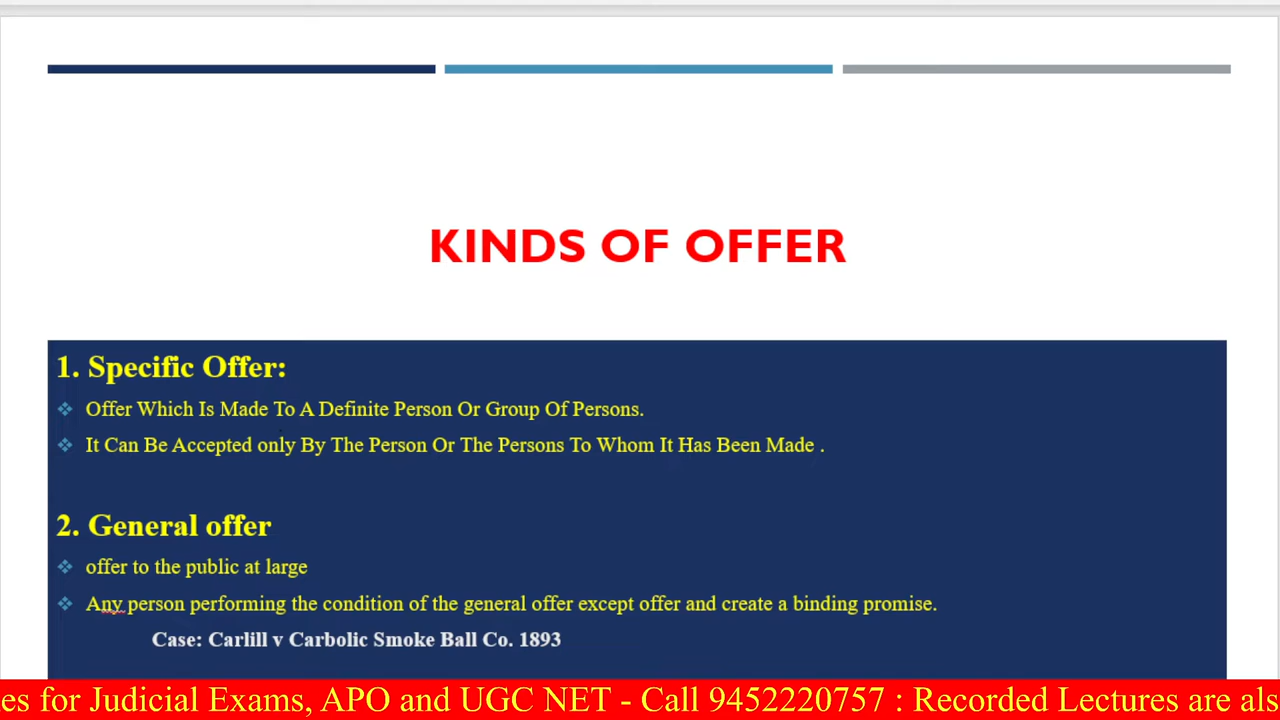 KINDS OF OFFER
1. Specific Offer:
Offer Which Is Made To A Definite Person Or Group Of Persons.
It Can Be Accepted only By The Person Or The Persons To Whom It Has Been Made .
2. General offer
offer to the public at large
Any person performing the condition of the general offer except offer and create a binding promise.
Case: Carlill v Carbolic Smoke Ball Co. 1893
es for Judicial Exams, APO and UGC NET - Call 9452220757 : Recorded Lectures are als